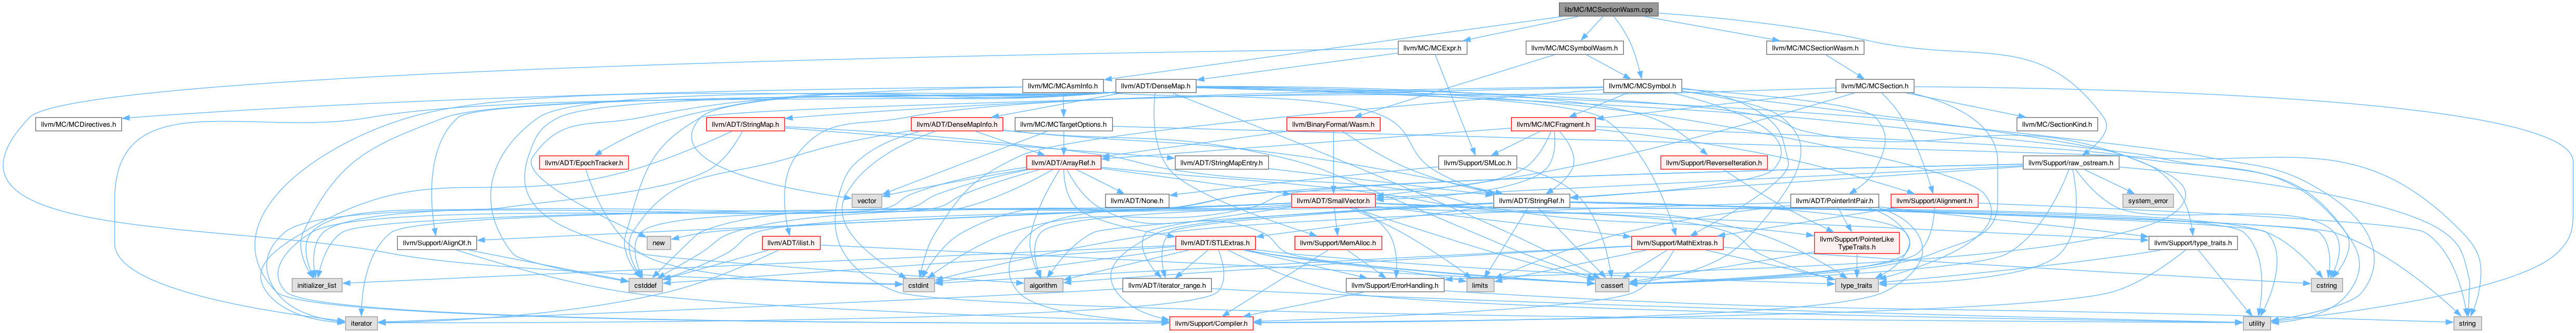 lib/MC/MCSectionWasm.cpp
llvm/MC/MCExpr.h
llvm/MC/MCSymbolWasm.h
llvm/MC/MCSectionWasm.h
llvm/MC/MCAsmInfo.h
llvm/ADT/DenseMap.h
llvm/MC/MCSymbol.h
llvm/MC/MCSection.h
llvm/MC/MCDirectives.h
llvm/ADT/StringMap.h
llvm/ADT/DenseMapInfo.h
llvm/MC/MCTargetOptions.h
llvm/BinaryFormat/Wasm.h
llvm/MC/MCFragment.h
llvm/MC/SectionKind.h
llvm/ADT/EpochTracker.h
llvm/ADT/ArrayRef.h
llvm/ADT/StringMapEntry.h
llvm/Support/SMLoc.h
llvm/Support/ReverseIteration.h
llvm/Support/raw_ostream.h
vector
llvm/ADT/None.h
llvm/ADT/SmallVector.h
llvm/ADT/StringRef.h
llvm/ADT/PointerIntPair.h
llvm/Support/Alignment.h
system_error
llvm/Support/AlignOf.h
new
llvm/ADT/ilist.h
llvm/ADT/STLExtras.h
llvm/Support/MemAlloc.h
llvm/Support/MathExtras.h
llvm/Support/PointerLike
TypeTraits.h
llvm/Support/type_traits.h
initializer_list
cstddef
cstdint
algorithm
llvm/ADT/iterator_range.h
llvm/Support/ErrorHandling.h
limits
cassert
type_traits
cstring
iterator
llvm/Support/Compiler.h
utility
string